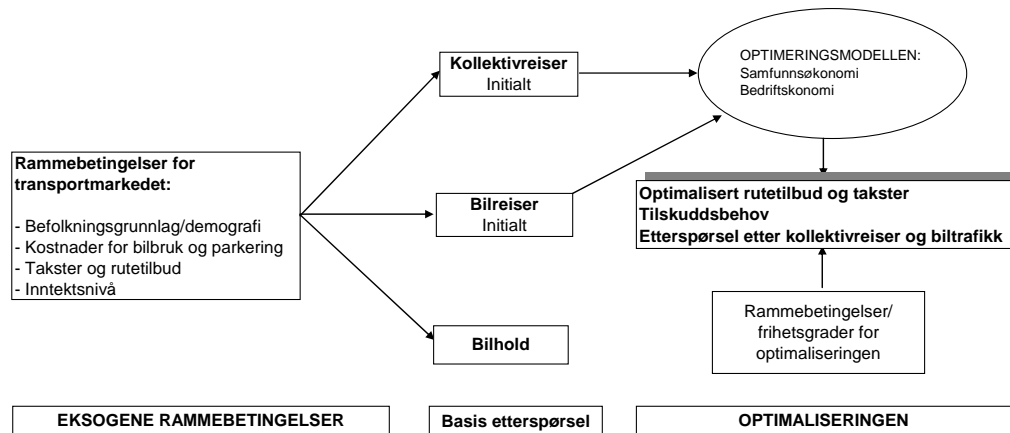 Rammebetingelser for
transportmarkedet:
- Befolkningsgrunnlag/demografi
- Kostnader for bilbruk og parkering
- Takster og rutetilbud
- Inntektsnivå
Kollektivreiser
Initialt
Bilreiser
Initialt
Bilhold
OPTIMERINGSMODELLEN:
Samfunnsøkonomi
Bedriftskonomi
Optimalisert rutetilbud og takster
Tilskuddsbehov
Etterspørsel etter kollektivreiser og biltrafikk
Rammebetingelser/
frihetsgrader for
optimaliseringen
EKSOGENE RAMMEBETINGELSER
Basis etterspørsel
OPTIMALISERINGEN